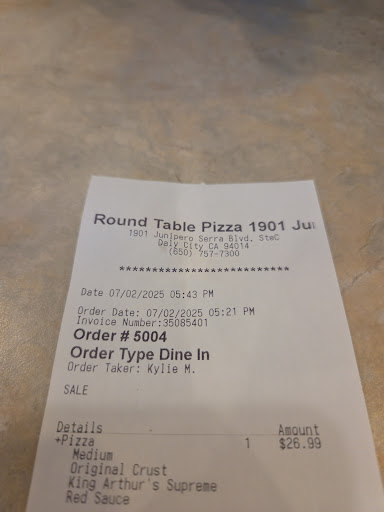 Round Table Pizza 1901 Ju
1901 Junipero Serra Blvd, SteC
Daly City CA 94014
(650) 757-7300
**************************
Date 07/02/2025 05:43 PM
Order Date: 07/02/2025 05:21 PM
Invoice Number:35085401
Order # 5004
Order Type Dine In
Order Taker: Kylie M.
SALE
Details Amount
+Pizza 1 $26.99
Medium
Original Crust
King Arthur's Supreme
Red Sauce